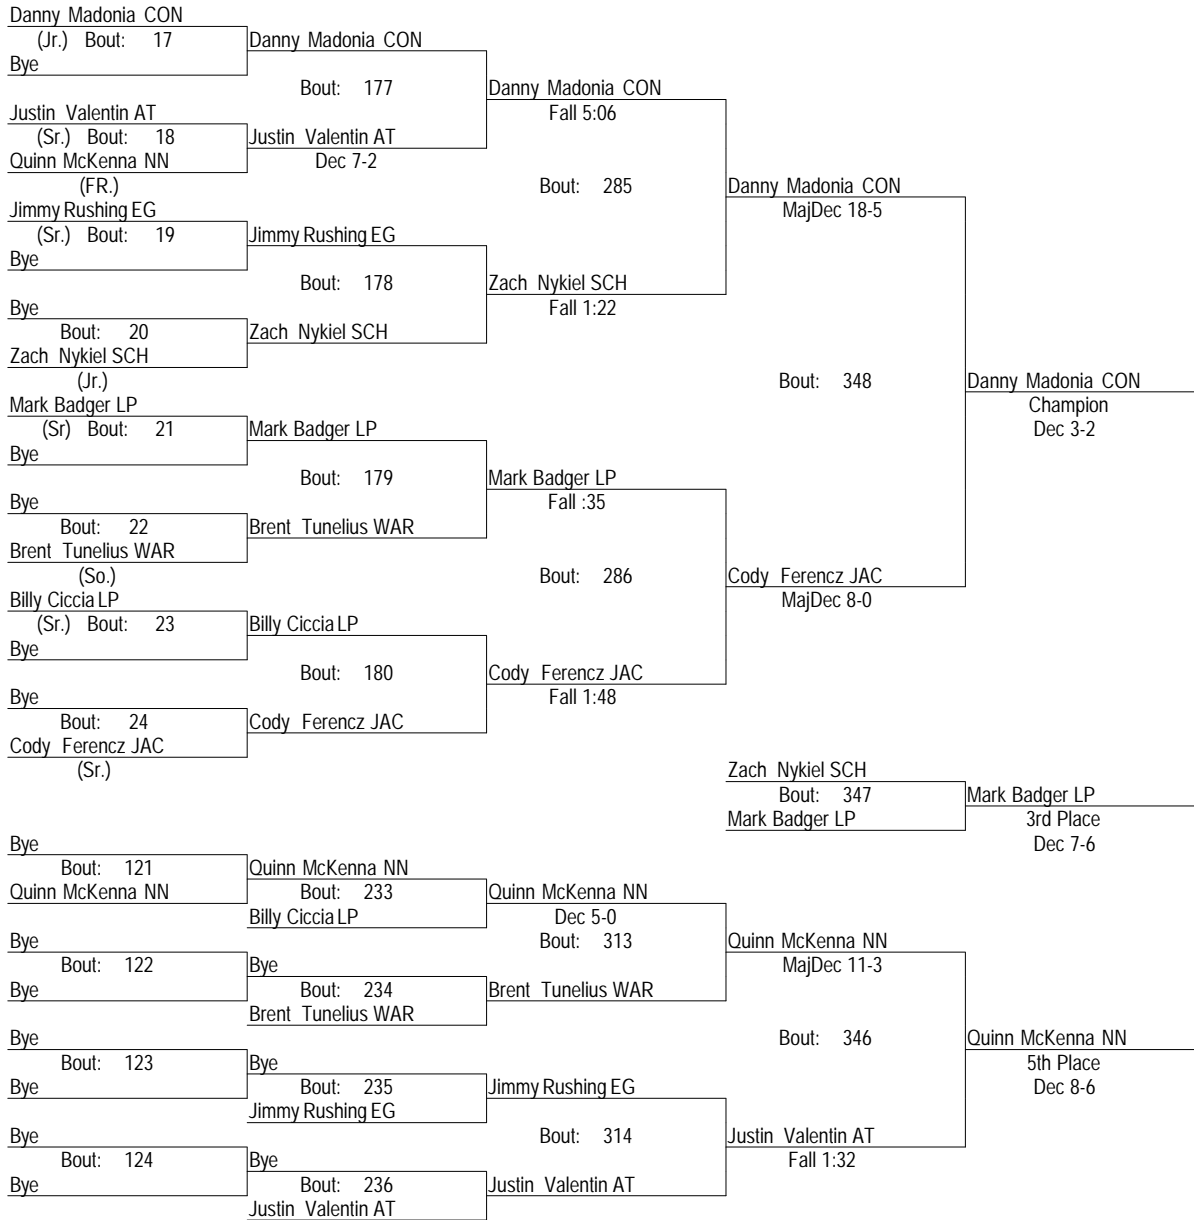 Danny Madonia CON
(Jr.) Bout: 17
Danny Madonia CON
Bye
Bout: 177
Danny Madonia CON
Justin Valentin AT
Fall 5:06
(Sr.) Bout: 18
Justin Valentin AT
Quinn McKenna NN
Dec 7-2
(FR.)
Bout: 285
Danny Madonia CON
Jimmy Rushing EG
MajDec 18-5
(Sr.) Bout: 19
Jimmy Rushing EG
Bye
Bout: 178
Zach Nykiel SCH
Bye
Fall 1:22
Bout: 20
Zach Nykiel SCH
Zach Nykiel SCH
(Jr.)
Bout: 348
Danny Madonia CON
Mark Badger LP
Champion
(Sr) Bout: 21
Mark Badger LP
Dec 3-2
Bye
Bout: 179
Mark Badger LP
Bye
Fall :35
Bout: 22
Brent Tunelius WAR
Brent Tunelius WAR
(So.)
Bout: 286
Cody Ferencz JAC
Billy Ciccia LP
MajDec 8-0
(Sr.) Bout: 23
Billy Ciccia LP
Bye
Bout: 180
Cody Ferencz JAC
Bye
Fall 1:48
Bout: 24
Cody Ferencz JAC
Cody Ferencz JAC
(Sr.)
Zach Nykiel SCH
Bout: 347
Mark Badger LP
Mark Badger LP
3rd Place
Dec 7-6
Bye
Bout: 121
Quinn McKenna NN
Quinn McKenna NN
Bout: 233
Quinn McKenna NN
Billy Ciccia LP
Dec 5-0
Bye
Bout: 313
Quinn McKenna NN
Bout: 122
Bye
MajDec 11-3
Bye
Bout: 234
Brent Tunelius WAR
Brent Tunelius WAR
Bye
Bout: 346
Quinn McKenna NN
Bout: 123
Bye
5th Place
Bye
Bout: 235
Jimmy Rushing EG
Dec 8-6
Jimmy Rushing EG
Bye
Bout: 314
Justin Valentin AT
Bout: 124
Bye
Fall 1:32
Bye
Bout: 236
Justin Valentin AT
Justin Valentin AT